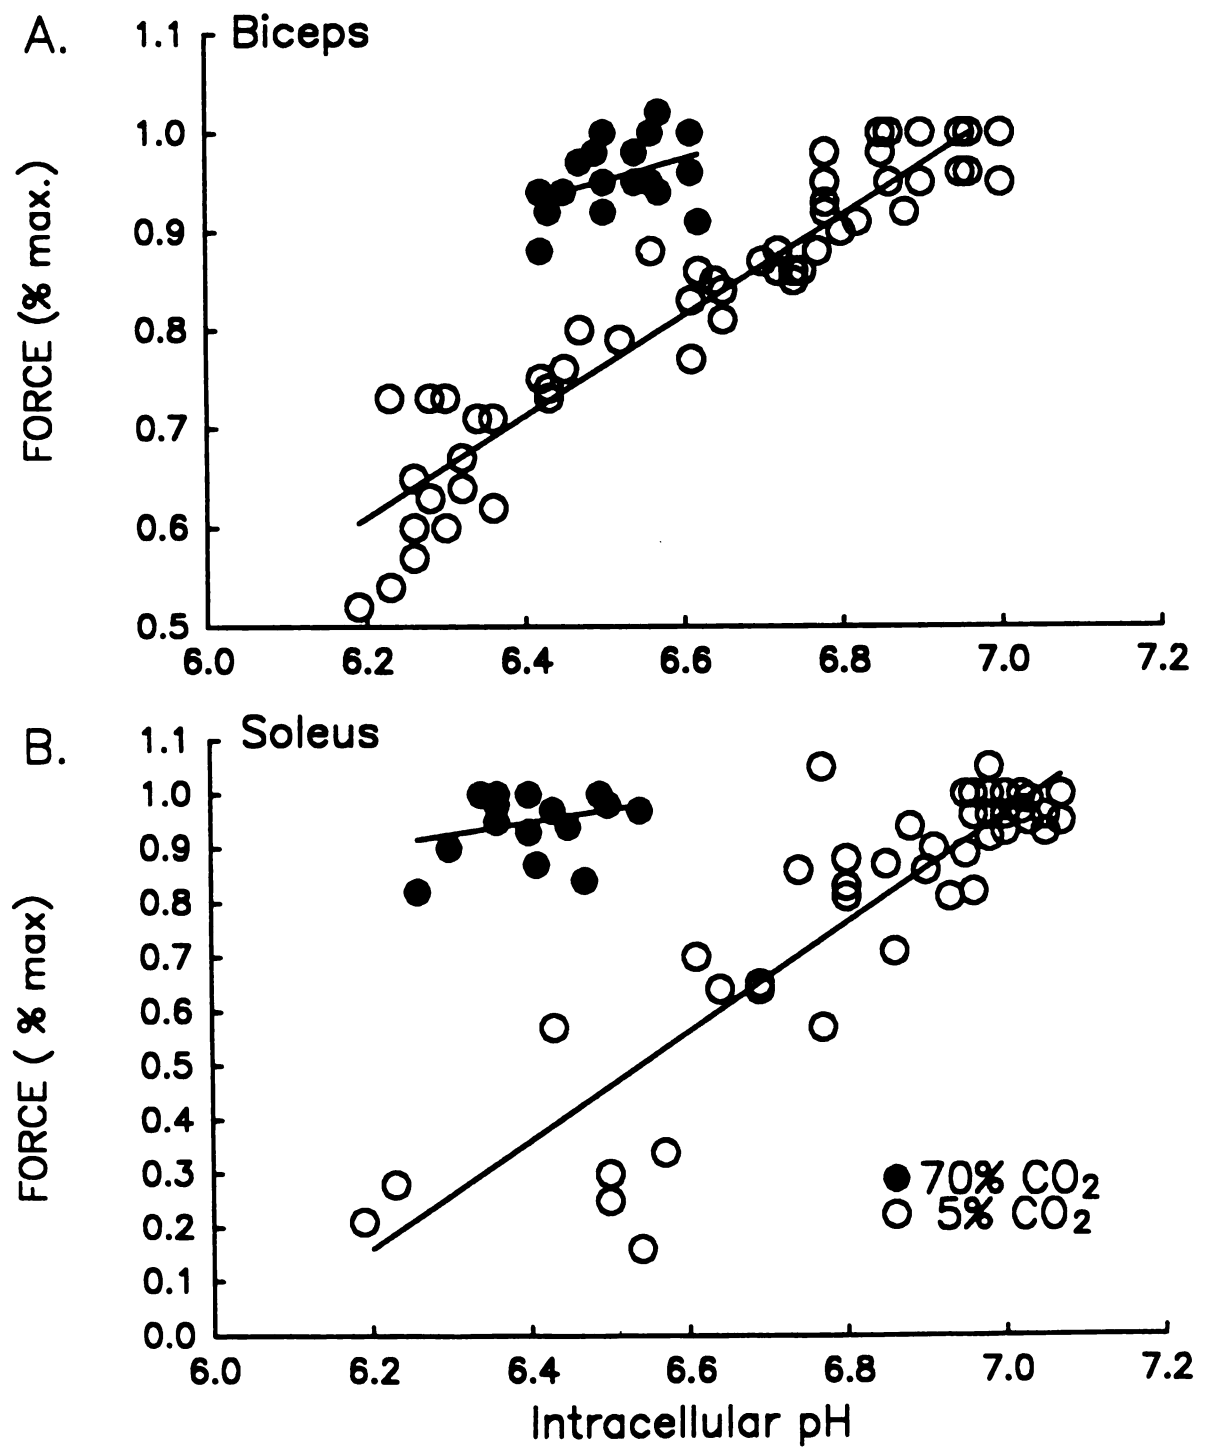 A.
Biceps
1.1
1.0
0.9
0.8
0.7
0.6
0.5
FORCE (% max.)
6.0 6.2 6.4 6.6 6.8 7.0 7.2
B.
Soleus
1.1
1.0
0.9
0.8
0.7
0.6
0.5
0.4
0.3
0.2
0.1
0.0
FORCE ( % max)
70% CO2
5% CO2
6.0 6.2 6.4 6.6 6.8 7.0 7.2
Intracellular pH